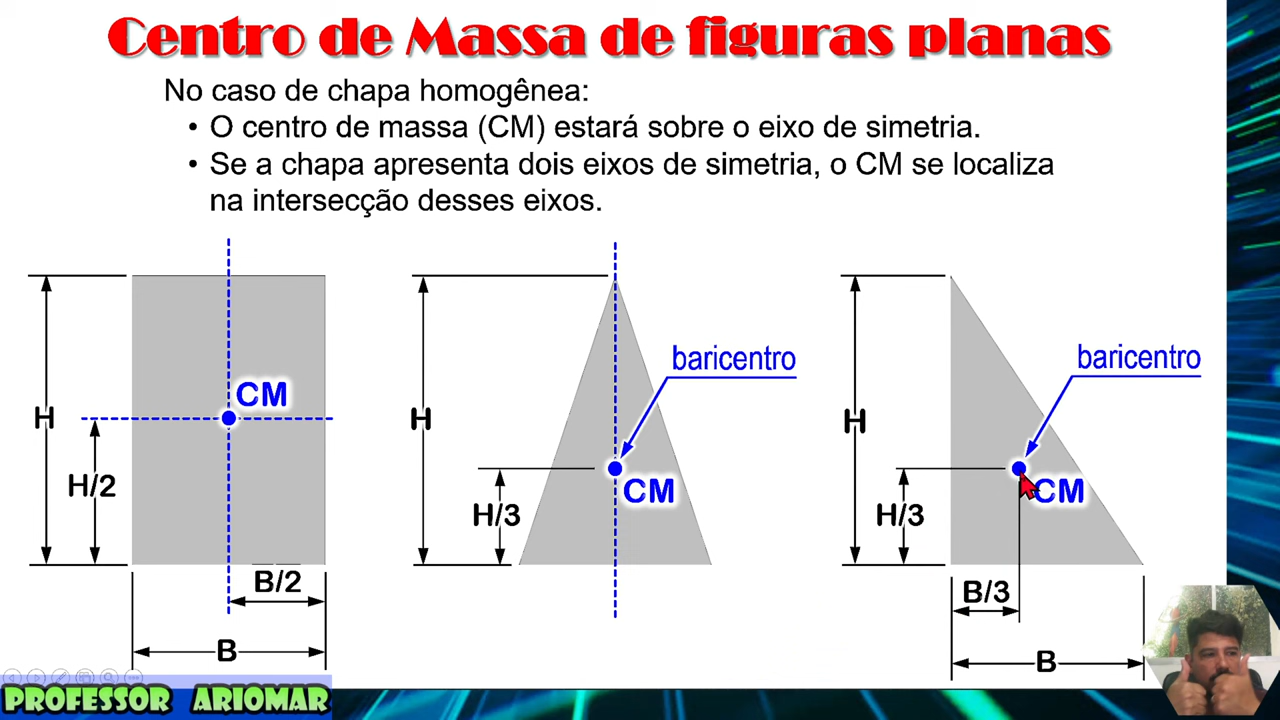 Centro de Massa de figuras planas
No caso de chapa homogênea:
• O centro de massa (CM) estará sobre o eixo de simetria.
• Se a chapa apresenta dois eixos de simetria, o CM se localiza
na intersecção desses eixos.
H
CM
H/2
B/2
B
H
baricentro
CM
H/3
H
baricentro
CM
H/3
B/3
B
PROFESSOR ARIOMAR